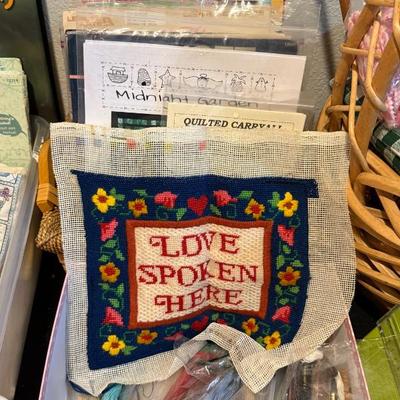 Midnight Garden
QUILTED CARRYALL
LOVE
SPOKEN
HERE